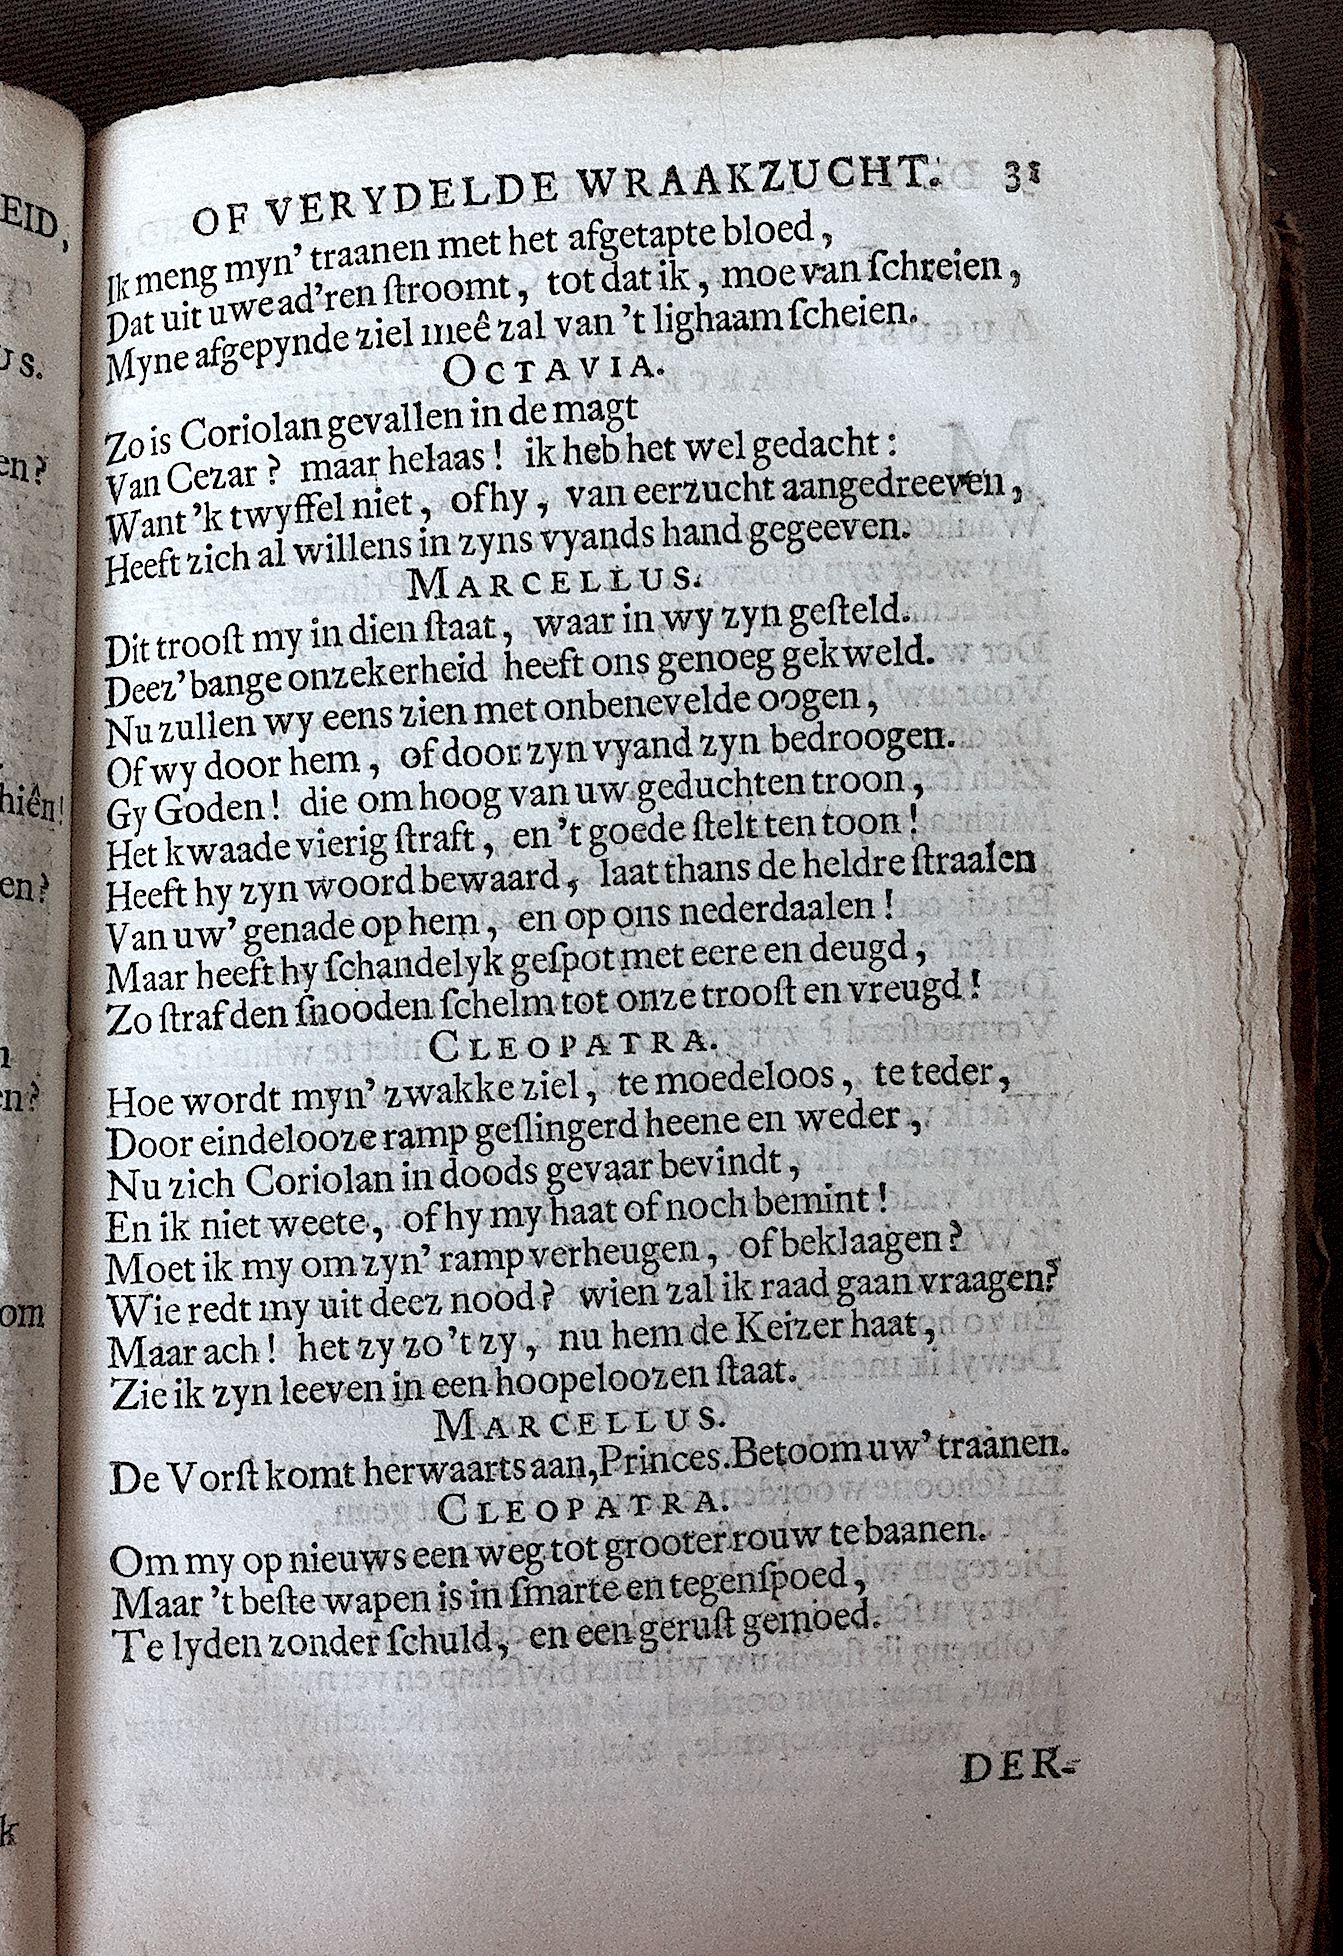 OF VERYDELDE WRAAKZUCHT. 31
Ik meng myn' traanen met het afgetapte bloed,
Dat uit uwe ad'ren ſtroomt, tot dat ik, moe van ſchreien,
Myne afgepynde ziel meê zal van 't lighaam ſcheien.
OCTAVIA.
Zo is Coriolan gevallen in de magt
Van Cezar? maar helaas! ik heb het wel gedacht:
Want 'k twyffel niet, of hy, van eerzucht aangedreeven,
Heeft zich al willens in zyns vyands hand gegeeven.
MARCELLUS.
Dit trooſt my in dien ſtaat, waar in wy zyn geſteld.
Deez' bange onzekerheid heeft ons genoeg gekweld.
Nu zullen wy eens zien met onbenevelde oogen,
Of wy door hem, of door zyn vyand zyn bedroogen.
Gy Goden! die om hoog van uw geduchten troon,
Het kwaade vierig ſtraft, en 't goede ſtelt ten toon!
Heeft hy zyn woord bewaard, laat thans de heldre ſtraalen
Van uw' genade op hem, en op ons nederdaalen!
Maar heeft hy ſchandelyk geſpot met eere en deugd,
Zo ſtraf den ſnooden ſchelm tot onze trooſt en vreugd!
CLEOPATRA.
Hoe wordt myn' zwakke ziel, te moedeloos, te teder,
Door eindelooze ramp geſlingerd heene en weder,
Nu zich Coriolan in doods gevaar bevindt,
En ik niet weete, of hy my haat of noch bemint!
Moet ik my om zyn' ramp verheugen, of beklaagen?
Wie redt my uit deez nood? wien zal ik raad gaan vraagen?
Maar ach! het zy zo 't zy, nu hem de Keizer haat,
Zie ik zyn leeven in een hoopeloozen ſtaat.
MARCELLUS.
De Vorſt komt herwaarts aan, Princes. Betoom uw' traanen.
CLEOPATRA.
Om my op nieuws een weg tot grooter rouw te baanen.
Maar 't beſte wapen is in ſmarte en tegenſpoed,
Te lyden zonder ſchuld, en een geruſt gemoed.
DER-
EID,
US.
en?
hiên!
en?
n?
om
k